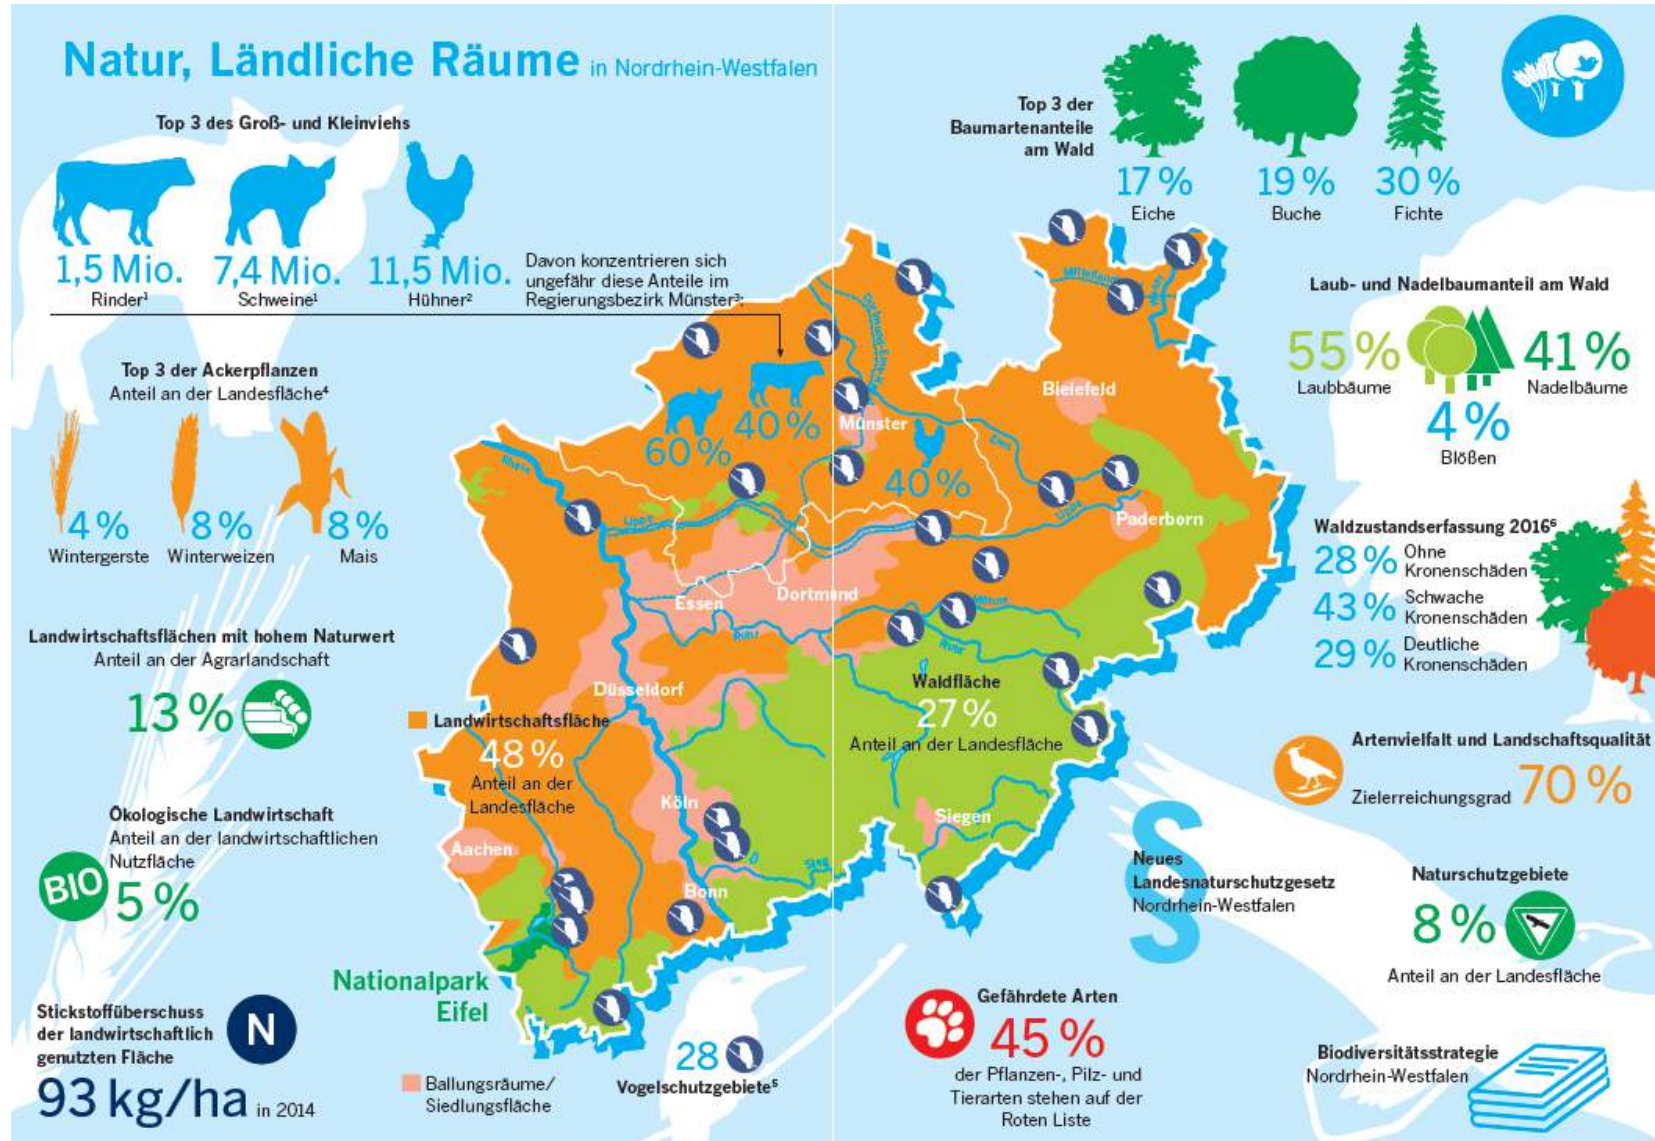 Natur, Ländliche Räume in Nordrhein-Westfalen
Top 3 des Groß- und Kleinviehs
1,5 Mio.
Rinder¹
7,4 Mio.
Schweine¹
11,5 Mio.
Hühner²
Davon konzentrieren sich
ungefähr diese Anteile im
Regierungsbezirk Münster³:
Top 3 der Ackerpflanzen
Anteil an der Landesfläche⁴
4 %
Wintergerste
8 %
Winterweizen
8 %
Mais
Landwirtschaftsflächen mit hohem Naturwert
Anteil an der Agrarlandschaft
13 %
Ökologische Landwirtschaft
Anteil an der landwirtschaftlichen
Nutzfläche
BIO
5 %
Stickstoffüberschuss
der landwirtschaftlich
genutzten Fläche
N
93 kg/ha in 2014
60 %
40 %
40 %
Münster
Bielefeld
Paderborn
Essen
Dortmund
Düsseldorf
Köln
Aachen
Bonn
Siegen
Rhein
Lippe
Lippe
Ems
Ruhr
Ruhr
Möhne
Sieg
Weser
Landwirtschaftsfläche
48 %
Anteil an der
Landesfläche
Waldfläche
27 %
Anteil an der Landesfläche
Nationalpark
Eifel
Ballungsräume/
Siedlungsfläche
28
Vogelschutzgebiete⁵
Top 3 der
Baumartenanteile
am Wald
17 %
Eiche
19 %
Buche
30 %
Fichte
Laub- und Nadelbaumanteil am Wald
55 %
Laubbäume
41 %
Nadelbäume
4 %
Blößen
Waldzustandserfassung 2016⁶
28 % Ohne
Kronenschäden
43 % Schwache
Kronenschäden
29 % Deutliche
Kronenschäden
Artenvielfalt und Landschaftsqualität
Zielerreichungsgrad 70 %
§
Neues
Landesnaturschutzgesetz
Nordrhein-Westfalen
Naturschutzgebiete
8 %
Anteil an der Landesfläche
Gefährdete Arten
45 %
der Pflanzen-, Pilz- und
Tierarten stehen auf der
Roten Liste
Biodiversitätsstrategie
Nordrhein-Westfalen